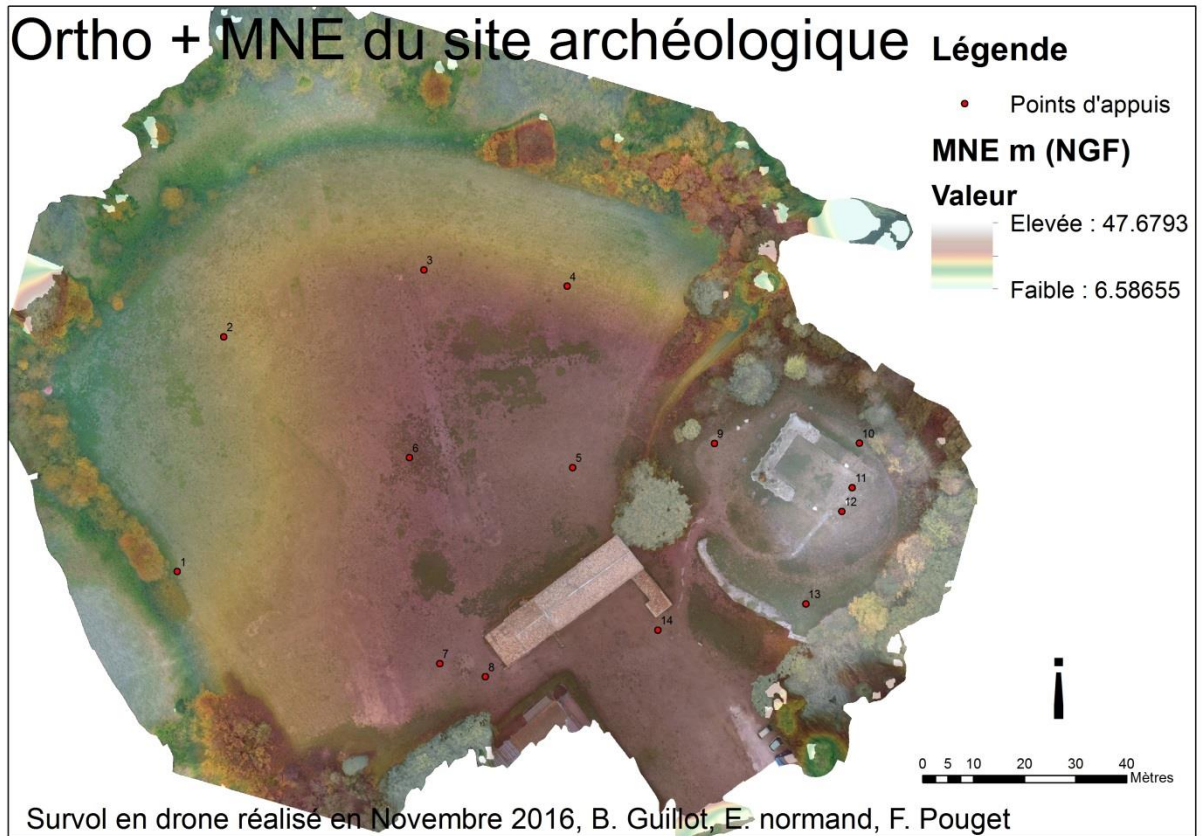 Ortho + MNE du site archéologique
Légende
Points d'appuis
MNE m (NGF)
Valeur
Elevée : 47.6793
Faible : 6.58655
3
4
2
6
5
9
10
11
12
1
13
14
7
8
0 5 10 20 30 40
Mètres
Survol en drone réalisé en Novembre 2016, B. Guillot, E. normand, F. Pouget